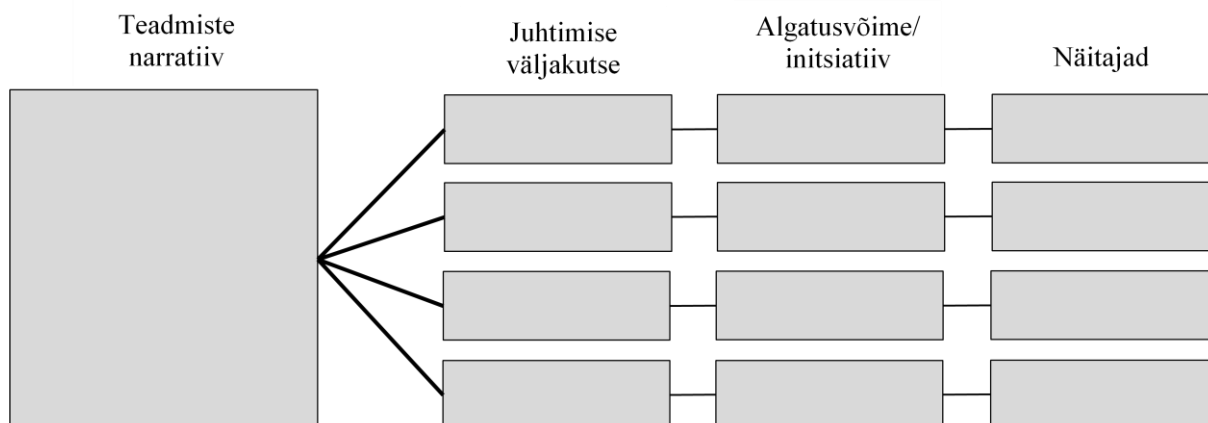 Teadmiste
narratiiv
Juhtimise
väljakutse
Algatusvõime/
initsiatiiv
Näitajad